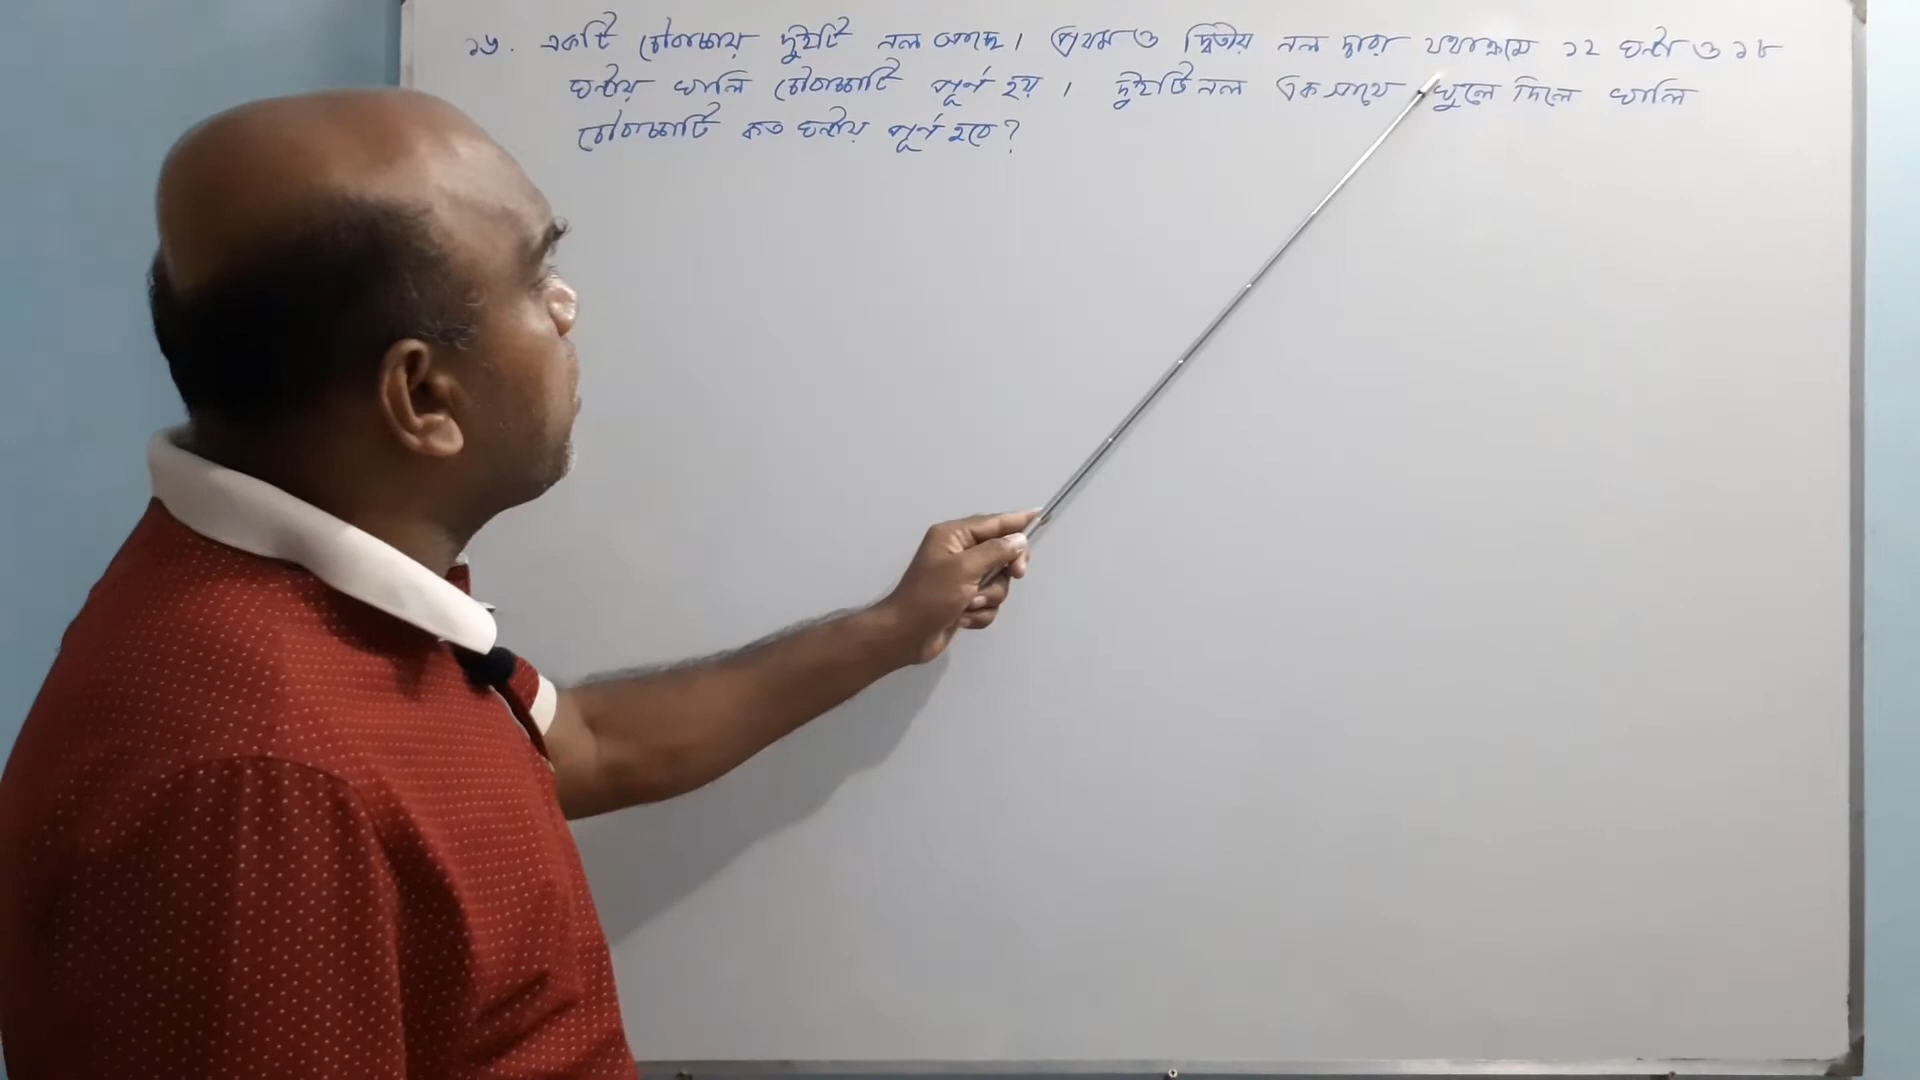 ১৬. একটি চৌবাচ্চায় দুইটি নল আছে। প্রথম ও দ্বিতীয় নল দ্বারা যথাক্রমে ১২ ঘন্টা ও ১৮
ঘন্টায় খালি চৌবাচ্চাটি পূর্ণ হয়। দুইটি নল এক সাথে খুলে দিলে খালি
চৌবাচ্চাটি কত ঘন্টায় পূর্ণ হবে?